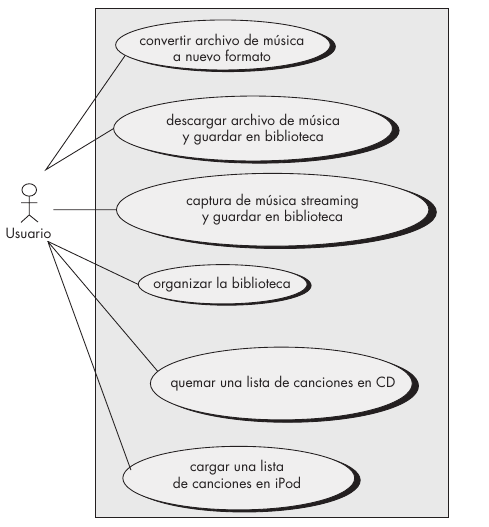 convertir archivo de música
a nuevo formato
descargar archivo de música
y guardar en biblioteca
captura de música streaming
y guardar en biblioteca
Usuario
organizar la biblioteca
quemar una lista de canciones en CD
cargar una lista
de canciones en iPod